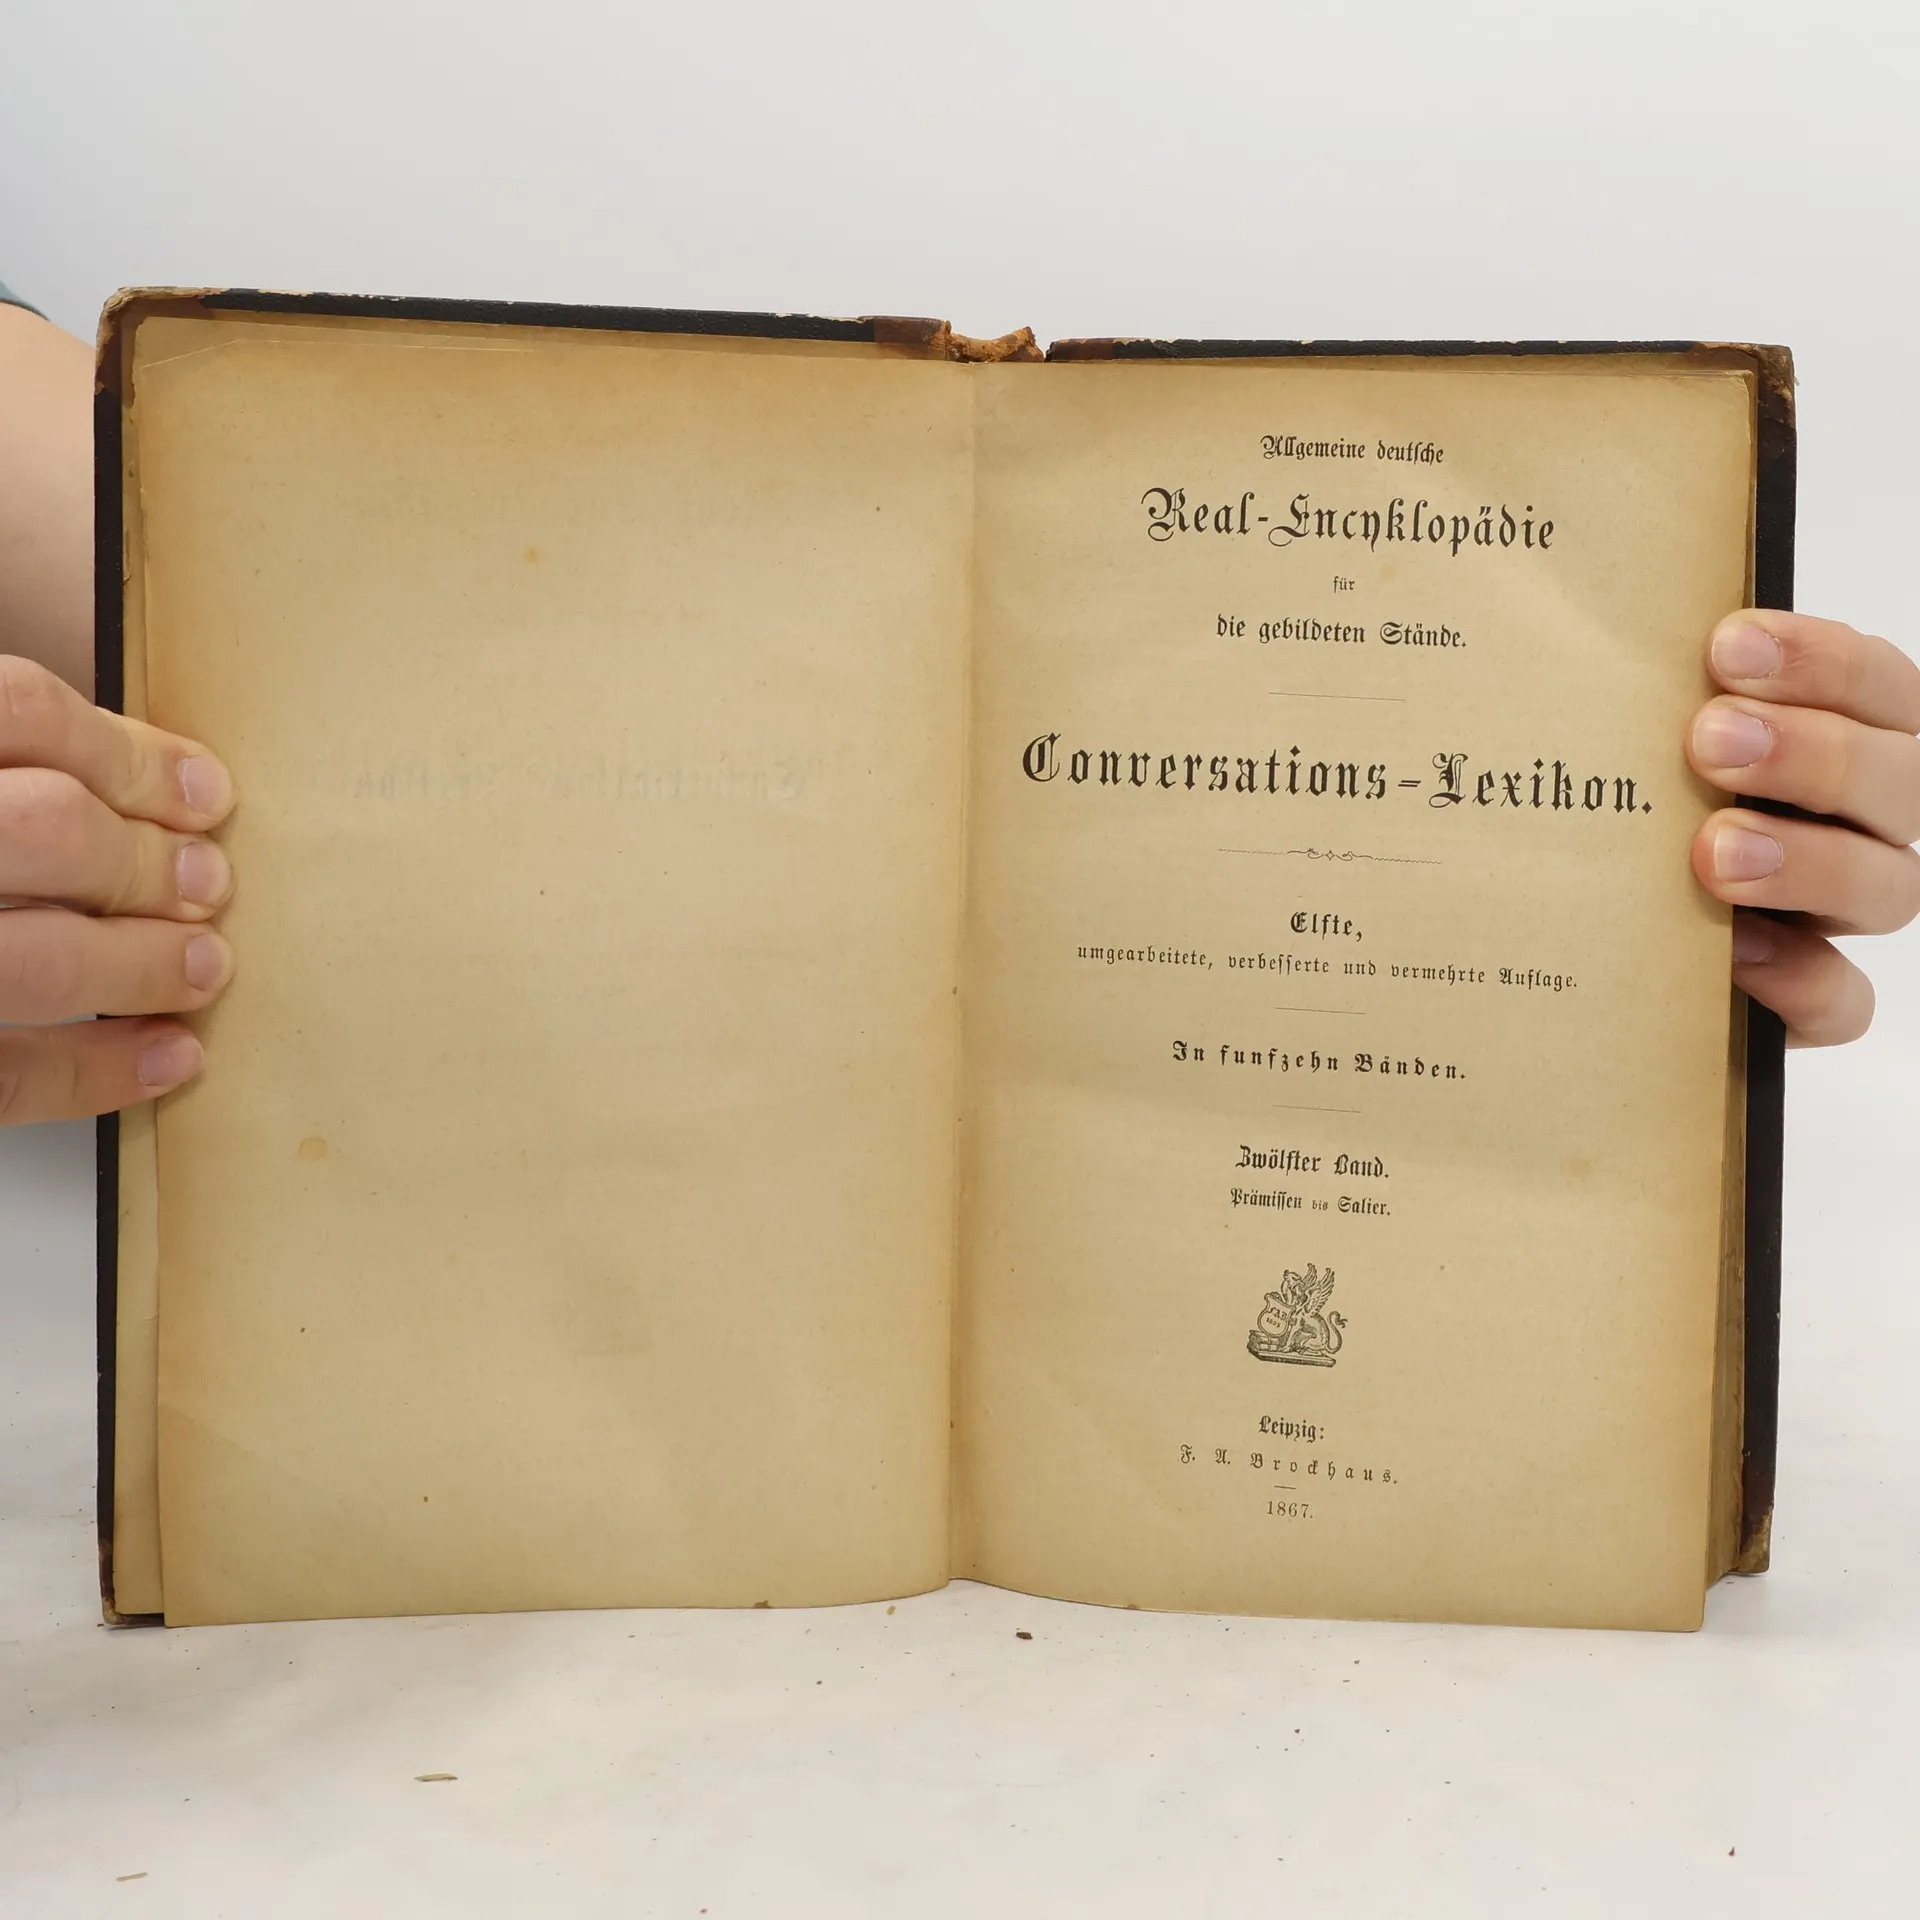 Allgemeine deutsche
Real-Encyklopädie
für
die gebildeten Stände.
Conversations-Lexikon.
Elfte,
umgearbeitete, verbesserte und vermehrte Auflage.
In funfzehn Bänden.
Zwölfter Band.
Prämissen bis Salier.
FAB
Leipzig:
F. A. Brockhaus.
1867.